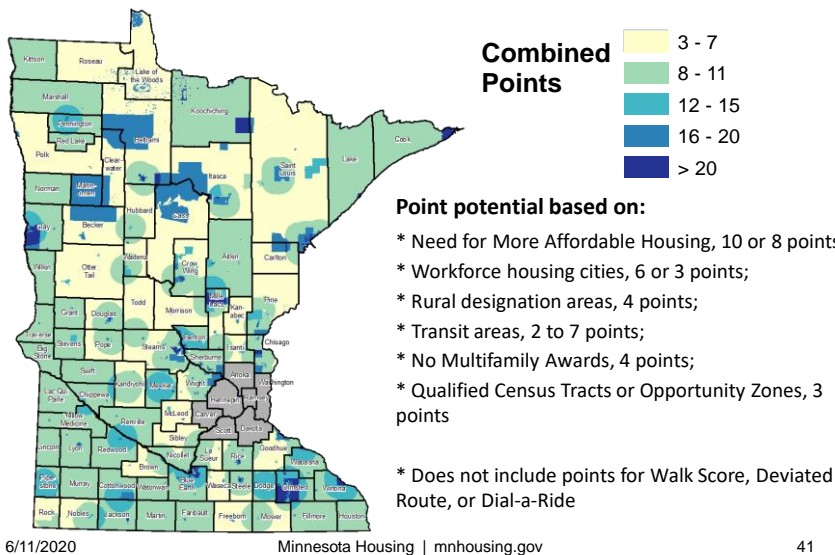 Combined
Points
3 - 7
8 - 11
12 - 15
16 - 20
> 20
Point potential based on:
* Need for More Affordable Housing, 10 or 8 points
* Workforce housing cities, 6 or 3 points;
* Rural designation areas, 4 points;
* Transit areas, 2 to 7 points;
* No Multifamily Awards, 4 points;
* Qualified Census Tracts or Opportunity Zones, 3
points
* Does not include points for Walk Score, Deviated
Route, or Dial-a-Ride
Kittson
Roseau
Lake of
the Woods
Marshall
Koochiching
Pennington
Red Lake
Beltrami
Polk
Clear-
water
Itasca
Saint
Louis
Lake
Cook
Norman
Mahn-
omen
Hubbard
Cass
Clay
Becker
Wilkin
Otter
Tail
Wadena
Crow
Wing
Aitkin
Carlton
Todd
Morrison
Mille
Lacs
Kan-
abec
Pine
Grant
Douglas
Traverse
Stevens
Pope
Stearns
Benton
Isanti
Chisago
Big
Stone
Sherburne
Swift
Anoka
Washington
Lac Qui
Parle
Chippewa
Kandiyohi
Meeker
Wright
Hennepin
Ramsey
Yellow
Medicine
Renville
McLeod
Carver
Scott
Dakota
Sibley
Lincoln
Lyon
Redwood
Nicollet
Le
Sueur
Rice
Goodhue
Wabasha
Brown
Pipe-
stone
Murray
Cottonwood
Watonwan
Blue
Earth
Waseca
Steele
Dodge
Olmsted
Winona
Rock
Nobles
Jackson
Martin
Faribault
Freeborn
Mower
Fillmore
Houston
6/11/2020
Minnesota Housing | mnhousing.gov
41